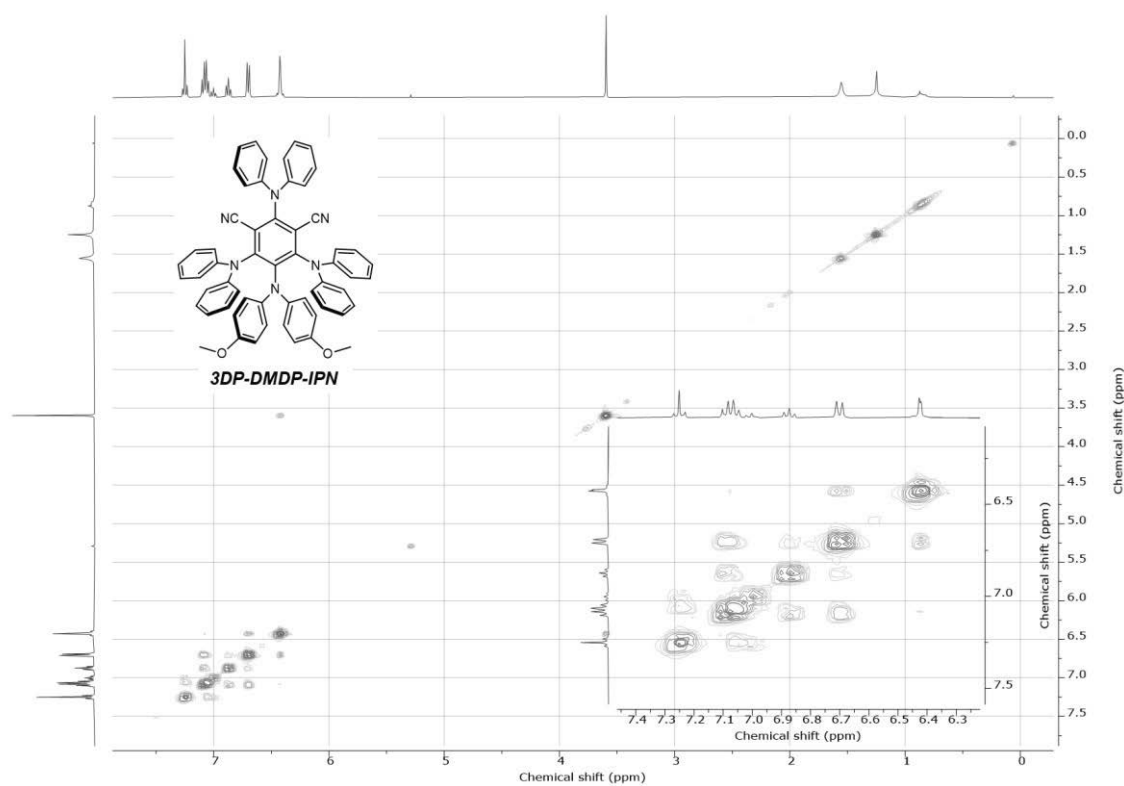 0.0
0.5
1.0
1.5
2.0
2.5
3.0
3.5
4.0
4.5
5.0
5.5
6.0
6.5
7.0
7.5
Chemical shift (ppm)
N
NC
CN
N
N
N
O
O
3DP-DMDP-IPN
6.5
7.0
7.5
Chemical shift (ppm)
7.4 7.3 7.2 7.1 7.0 6.9 6.8 6.7 6.6 6.5 6.4 6.3
Chemical shift (ppm)
7 6 5 4 3 2 1 0
Chemical shift (ppm)